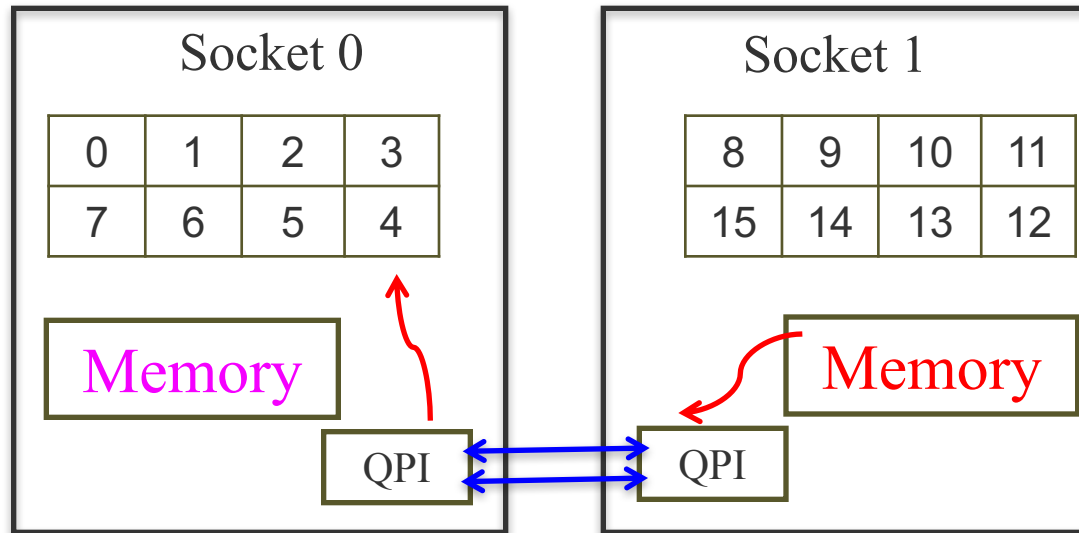 Socket 0
0 1 2 3
7 6 5 4
Memory
QPI
Socket 1
8 9 10 11
15 14 13 12
Memory
QPI